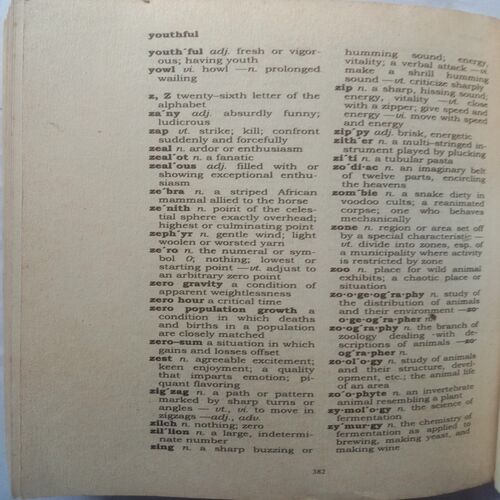 youthful
youth´ful adj. fresh or vigor-
ous; having youth
yowl vi. howl —n. prolonged
wailing
z, Z twenty–sixth letter of the
alphabet
za´ny adj. absurdly funny;
ludicrous
zap vt. strike; kill; confront
suddenly and forcefully
zeal n. ardor or enthusiasm
zeal´ot n. a fanatic
zeal´ous adj. filled with or
showing exceptional enthu-
siasm
ze´bra n. a striped African
mammal allied to the horse
ze´nith n. point of the celes-
tial sphere exactly overhead;
highest or culminating point
zeph´yr n. gentle wind; light
woolen or worsted yarn
ze´ro n. the numeral or sym-
bol 0; nothing; lowest or
starting point —vt. adjust to
an arbitrary zero point
zero gravity a condition of
apparent weightlessness
zero hour a critical time
zero population growth a
condition in which deaths
and births in a population
are closely matched
zero–sum a situation in which
gains and losses offset
zest n. agreeable excitement;
keen enjoyment; a quality
that imparts emotion; pi-
quant flavoring
zig´zag n. a path or pattern
marked by sharp turns or
angles — vt., vi. to move in
zigzags —adj., adv.
zilch n. nothing; zero
zil´lion n. a large, indetermi-
nate number
zing n. a sharp buzzing or
humming sound; energy,
vitality; a verbal attack —vi.
make a shrill humming
sound —vt. criticize sharply
zip n. a sharp, hissing sound;
energy, vitality —vt. close
with a zipper; give speed and
energy —vi. move with speed
and energy
zip´py adj. brisk, energetic
zith´er n. a multi–stringed in-
strument played by plucking
zi´ti n. a tubular pasta
zo´di·ac n. an imaginary belt
of twelve parts, encircling
the heavens
zom´bie n. a snake diety in
voodoo cults; a reanimated
corpse; one who behaves
mechanically
zone n. region or area set off
by a special characteristic —
vt. divide into zones, esp. of
a municipality where activity
is restricted by zone
zoo n. place for wild animal
exhibits; a chaotic place or
situation
zo·o·ge·og´ra·phy n. study of
the distribution of animals
and their environment —zo·
o·ge·og´ra·pher n.
zo·og´ra·phy n. the branch of
zoology dealing with de-
scriptions of animals —zo·
og´ra·pher n.
zo·ol´o·gy n. study of animals
and their structure, devel-
opment, etc.; the animal life
of an area
zo´o·phyte n. an invertebrate
animal resembling a plant
zy·mol´o·gy n. the science of
fermentation
zy´mur·gy n. the chemistry of
fermentation as applied to
brewing, making yeast, and
making wine
382